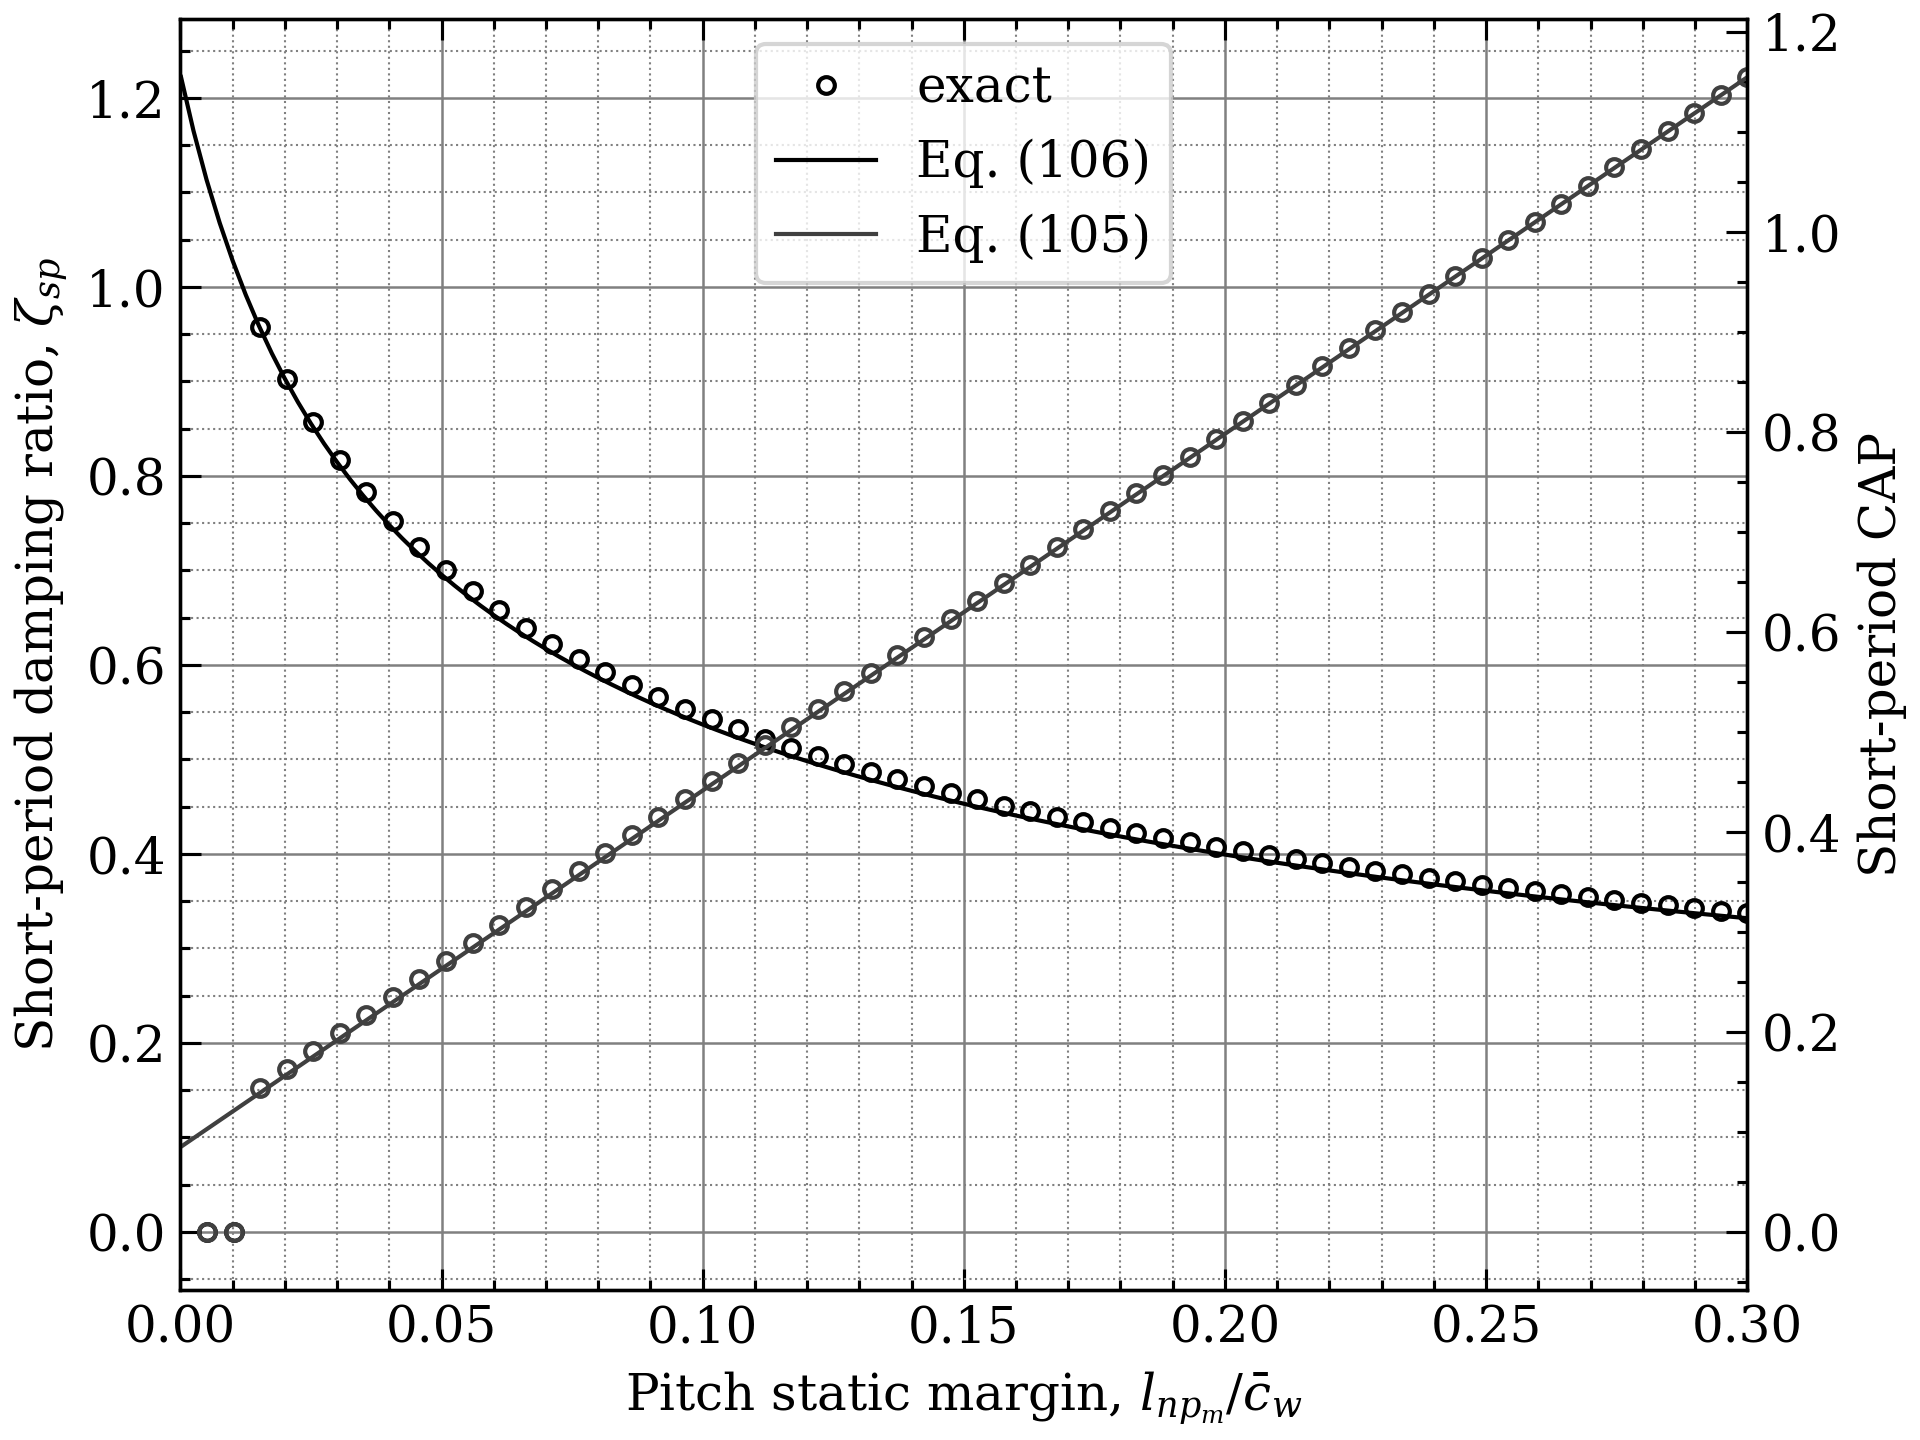 exact
Eq. (106)
Eq. (105)
Short-period damping ratio, ζsp
1.2
1.0
0.8
0.6
0.4
0.2
0.0
Short-period CAP
1.2
1.0
0.8
0.6
0.4
0.2
0.0
0.00 0.05 0.10 0.15 0.20 0.25 0.30
Pitch static margin, lnpm/c̄w